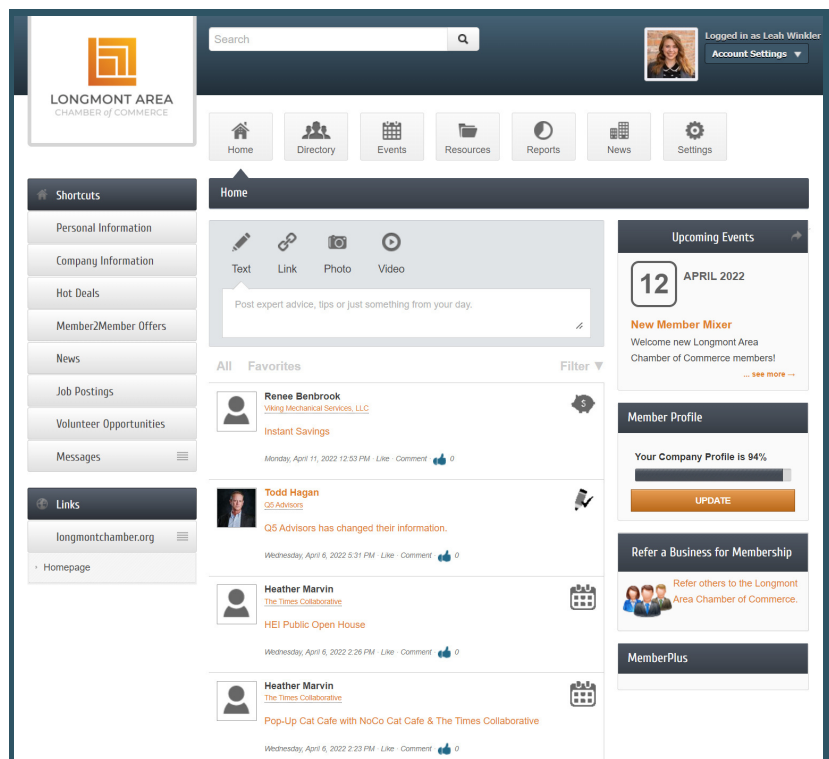 LONGMONT AREA
CHAMBER of COMMERCE
Search
Logged in as Leah Winkler
Account Settings ▼
Home
Directory
Events
Resources
Reports
News
Settings
Shortcuts
Personal Information
Company Information
Hot Deals
Member2Member Offers
News
Job Postings
Volunteer Opportunities
Messages
Links
longmontchamber.org
Homepage
Home
Text
Link
Photo
Video
Post expert advice, tips or just something from your day.
All Favorites Filter ▼
Renee Benbrook
Viking Mechanical Services, LLC
Instant Savings
Monday, April 11, 2022 12:53 PM · Like · Comment · 0
Todd Hagan
Q5 Advisors
Q5 Advisors has changed their information.
Wednesday, April 6, 2022 5:31 PM · Like · Comment · 0
Heather Marvin
The Times Collaborative
HEI Public Open House
Wednesday, April 6, 2022 2:26 PM · Like · Comment · 0
Heather Marvin
The Times Collaborative
Pop-Up Cat Cafe with NoCo Cat Cafe & The Times Collaborative
Wednesday, April 6, 2022 2:23 PM · Like · Comment · 0
Upcoming Events
12 APRIL 2022
New Member Mixer
Welcome new Longmont Area
Chamber of Commerce members!
... see more →
Member Profile
Your Company Profile is 94%
UPDATE
Refer a Business for Membership
Refer others to the Longmont
Area Chamber of Commerce.
MemberPlus